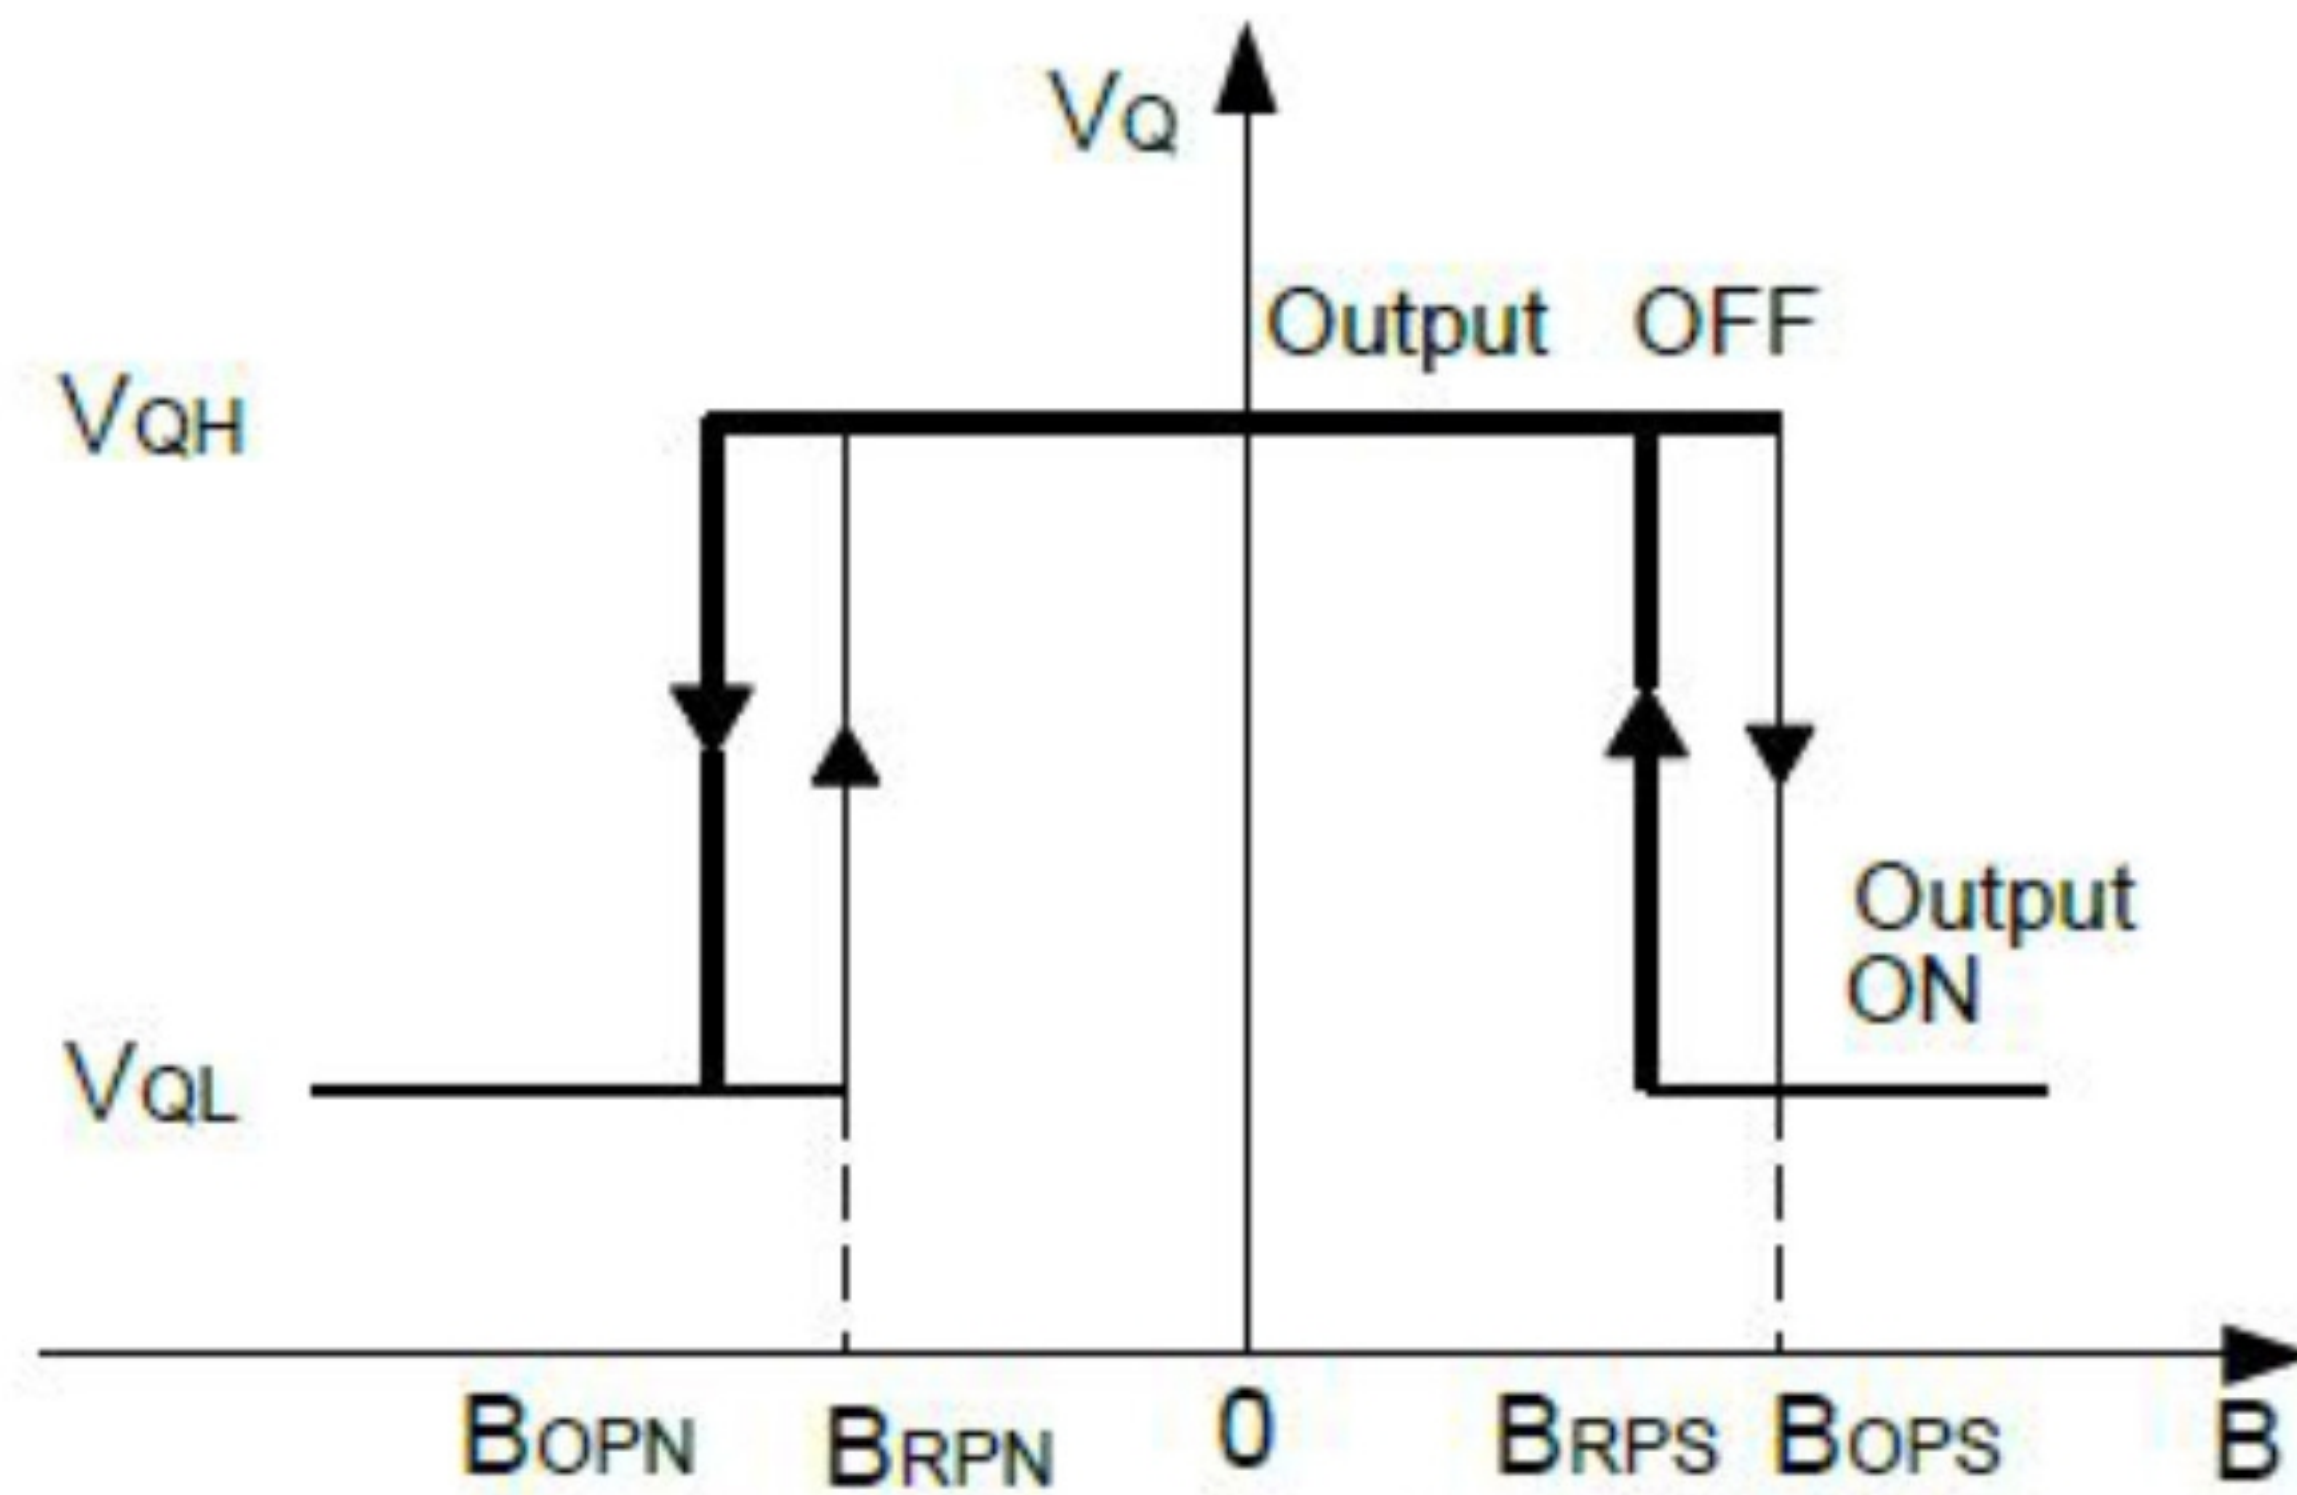 VQ
Output OFF
VQH
Output
ON
VQL
BOPN BRPN 0 BRPS BOPS B